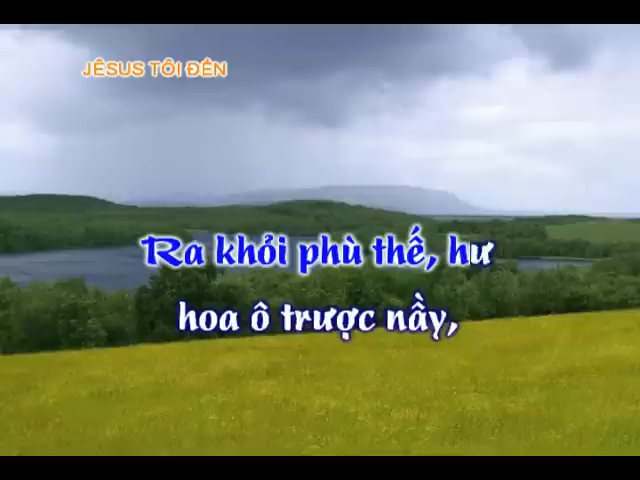 JÊSUS TÔI ĐẾN
Ra khỏi phù thế, hư
hoa ô trược nầy,